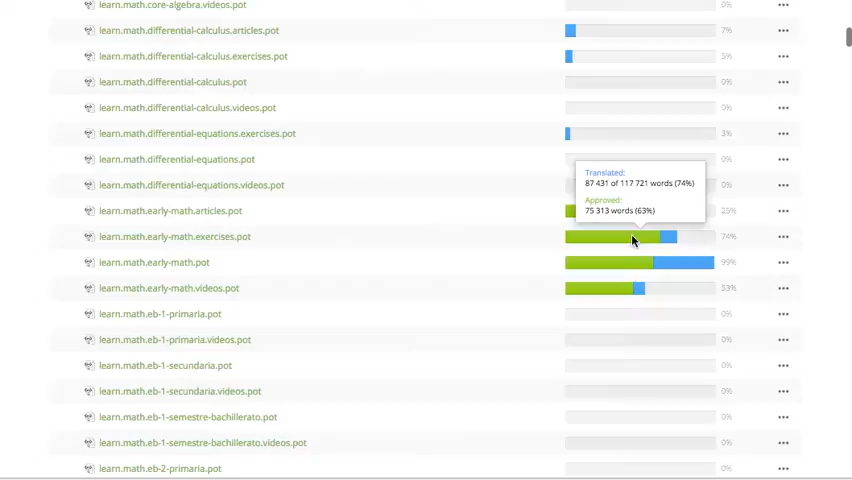 learn.math.core-algebra.videos.pot 0%
learn.math.differential-calculus.articles.pot 7%
learn.math.differential-calculus.exercises.pot 5%
learn.math.differential-calculus.pot 0%
learn.math.differential-calculus.videos.pot 0%
learn.math.differential-equations.exercises.pot 3%
learn.math.differential-equations.pot 0%
Translated:
87 431 of 117 721 words (74%)
learn.math.differential-equations.videos.pot 0%
Approved:
75 313 words (63%)
learn.math.early-math.articles.pot 25%
learn.math.early-math.exercises.pot 74%
learn.math.early-math.pot 99%
learn.math.early-math.videos.pot 53%
learn.math.eb-1-primaria.pot 0%
learn.math.eb-1-primaria.videos.pot 0%
learn.math.eb-1-secundaria.pot 0%
learn.math.eb-1-secundaria.videos.pot 0%
learn.math.eb-1-semestre-bachillerato.pot 0%
learn.math.eb-1-semestre-bachillerato.videos.pot 0%
learn.math.eb-2-primaria.pot 0%